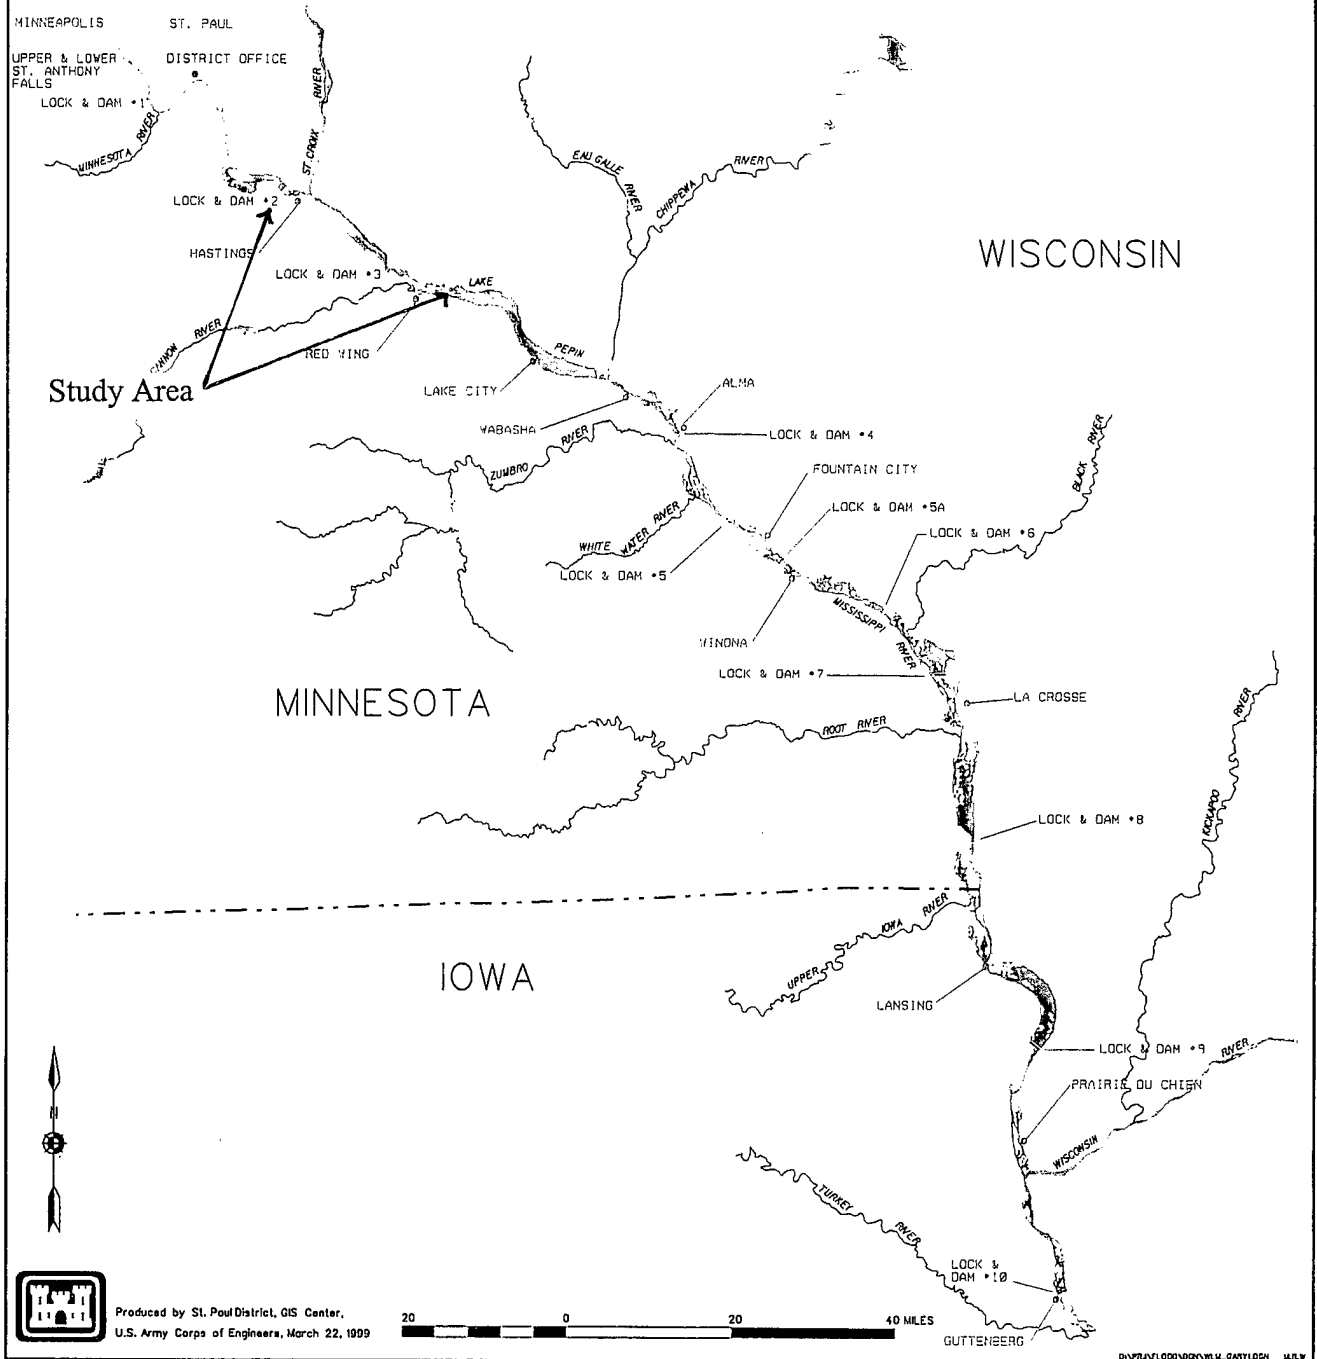 MINNEAPOLIS
ST. PAUL
UPPER & LOWER
ST. ANTHONY
FALLS
DISTRICT OFFICE
LOCK & DAM #1
MINNESOTA RIVER
ST. CROIX RIVER
LOCK & DAM #2
HASTINGS
LOCK & DAM #3
EAU GALLE RIVER
CHIPPEWA RIVER
WISCONSIN
LAKE PEPIN
RIVER
RED WING
Study Area
LAKE CITY
WABASHA
ALMA
LOCK & DAM #4
ZUMBRO RIVER
FOUNTAIN CITY
BLACK RIVER
LOCK & DAM #5A
WHITE WATER RIVER
LOCK & DAM #6
LOCK & DAM #5
MISSISSIPPI RIVER
WINONA
LOCK & DAM #7
MINNESOTA
LA CROSSE
ROOT RIVER
KICKAPOO RIVER
LOCK & DAM #8
UPPER IOWA RIVER
IOWA
LANSING
LOCK & DAM #9
PRAIRIE DU CHIEN
WISCONSIN RIVER
N
TURKEY RIVER
LOCK &
DAM #10
GUTTENBERG
Produced by St. Paul District, GIS Center,
U.S. Army Corps of Engineers, March 22, 1999
20 0 20 40 MILES